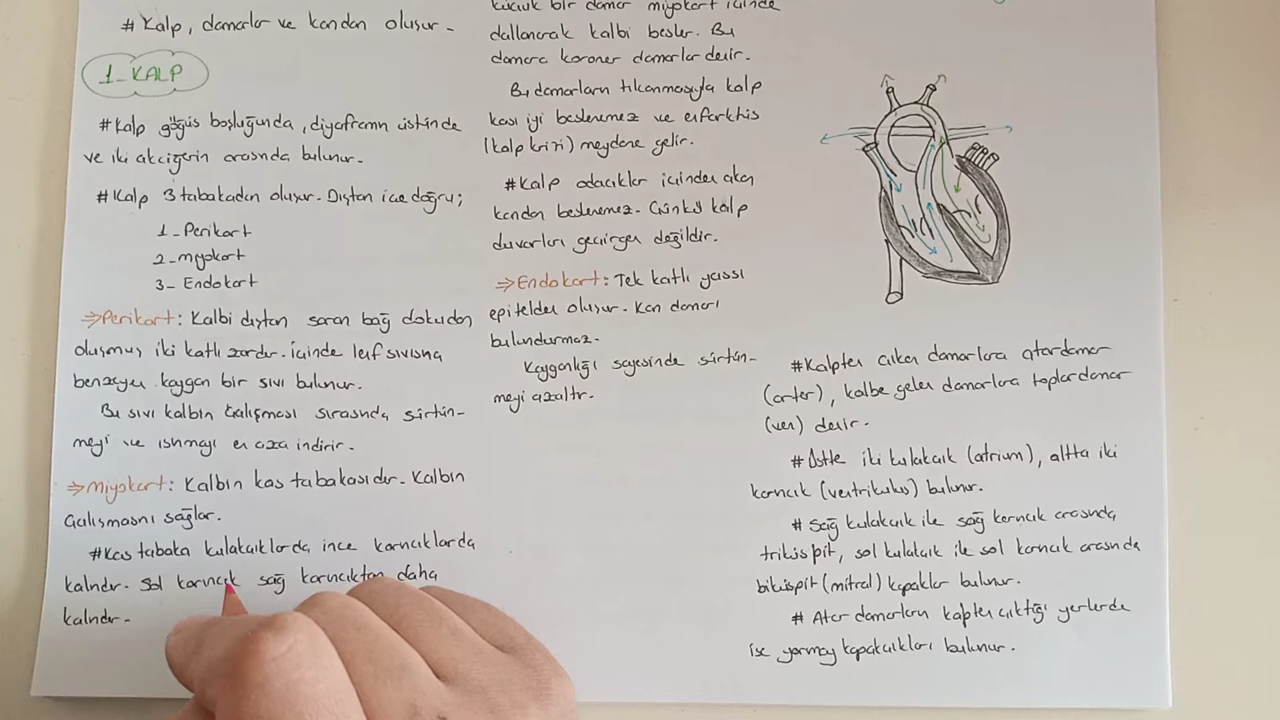 # Kalp, damarlar ve kandan oluşur.
1_ KALP
# Kalp göğüs boşluğunda, diyaframın üstünde
ve iki akciğerin arasında bulunur.
# Kalp 3 tabakadan oluşur. Dıştan içe doğru;
1_ Perikart
2_ miyokart
3_ Endokart
⇒Perikart: Kalbi dıştan saran bağ dokudan
oluşmuş iki katlı zardır. İçinde lenf sıvısına
benzeyen kaygan bir sıvı bulunur.
Bu sıvı kalbin çalışması sırasında sürtün-
meyi ve ısınmayı en aza indirir.
⇒Miyokart: Kalbin kas tabakasıdır. Kalbin
çalışmasını sağlar.
#Kas tabaka kulakçıklarda ince karıncıklarda
kalındır. Sol karıncık sağ karıncıktan daha
kalındır.
küçük bir damar miyokart içinde
dallanarak kalbi besler. Bu
damara koroner damarlar denir.
Bu damarların tıkanmasıyla kalp
kası iyi beslenemez ve enfarktüs
(kalp krizi) meydana gelir.
#Kalp odacıklar içinden akan
kandan beslenemez. Çünkü kalp
duvarları geçirgen değildir.
⇒Endokart: Tek katlı yassı
epitelden oluşur. Kan damarı
bulundurmaz.
Kayganlığı sayesinde sürtün-
meyi azaltır.
#Kalpten çıkan damarlara atardamar
(arter), kalbe gelen damarlara toplardamar
(ven) denir.
#Üstte iki kulakçık (atrium), altta iki
karıncık (ventrikulus) bulunur.
# Sağ kulakçık ile sağ karıncık arasında
triküspit, sol kulakçık ile sol karıncık arasında
biküspit (mitral) kapaklar bulunur.
# Atar damarların kalpten çıktığı yerlerde
ise yarımay kapakçıkları bulunur.